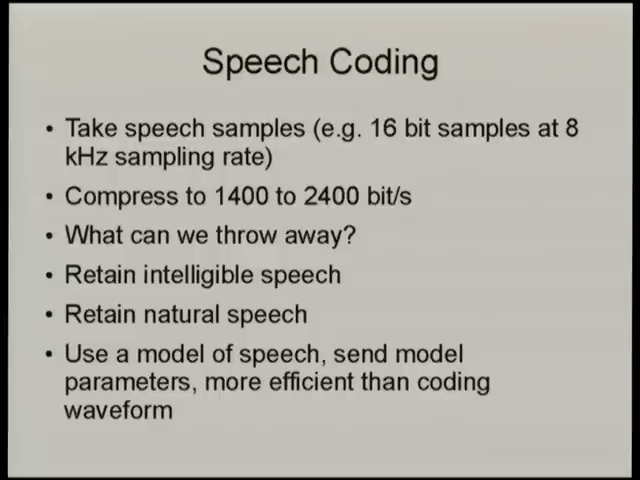 Speech Coding
• Take speech samples (e.g. 16 bit samples at 8
kHz sampling rate)
• Compress to 1400 to 2400 bit/s
• What can we throw away?
• Retain intelligible speech
• Retain natural speech
• Use a model of speech, send model
parameters, more efficient than coding
waveform